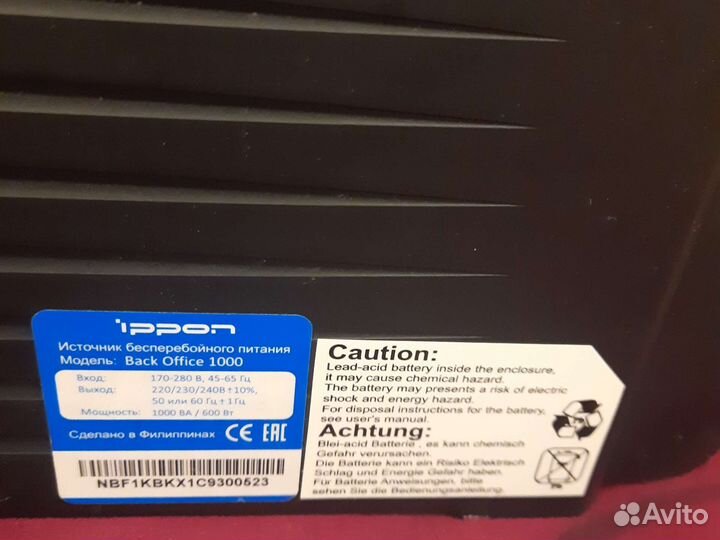 ippon
Источник бесперебойного питания
Модель: Back Office 1000
Вход: 170-280 В, 45-65 Гц
Выход: 220/230/240В±10%,
50 или 60 Гц±1Гц
Мощность: 1000 ВА / 600 Вт
Сделано в Филиппинах CE EAC
NBF1KBKX1C9300523
Caution:
Lead-acid battery inside the enclosure,
it may cause chemical hazard.
The battery may presents a risk of electric
shock and energy hazard.
For disposal instructions for the battery,
see user's manual.
Achtung:
Blei-acid Batterie , es kann chemisch
Gefahr verursachen.
Die Batterie kann ein Risiko Elektrisch
Schlag und Energie Gefahr haben.
Für Batterie Anweisungen, bitte
sehen Sie die Bedienungsanleitung.
Pb
Avito